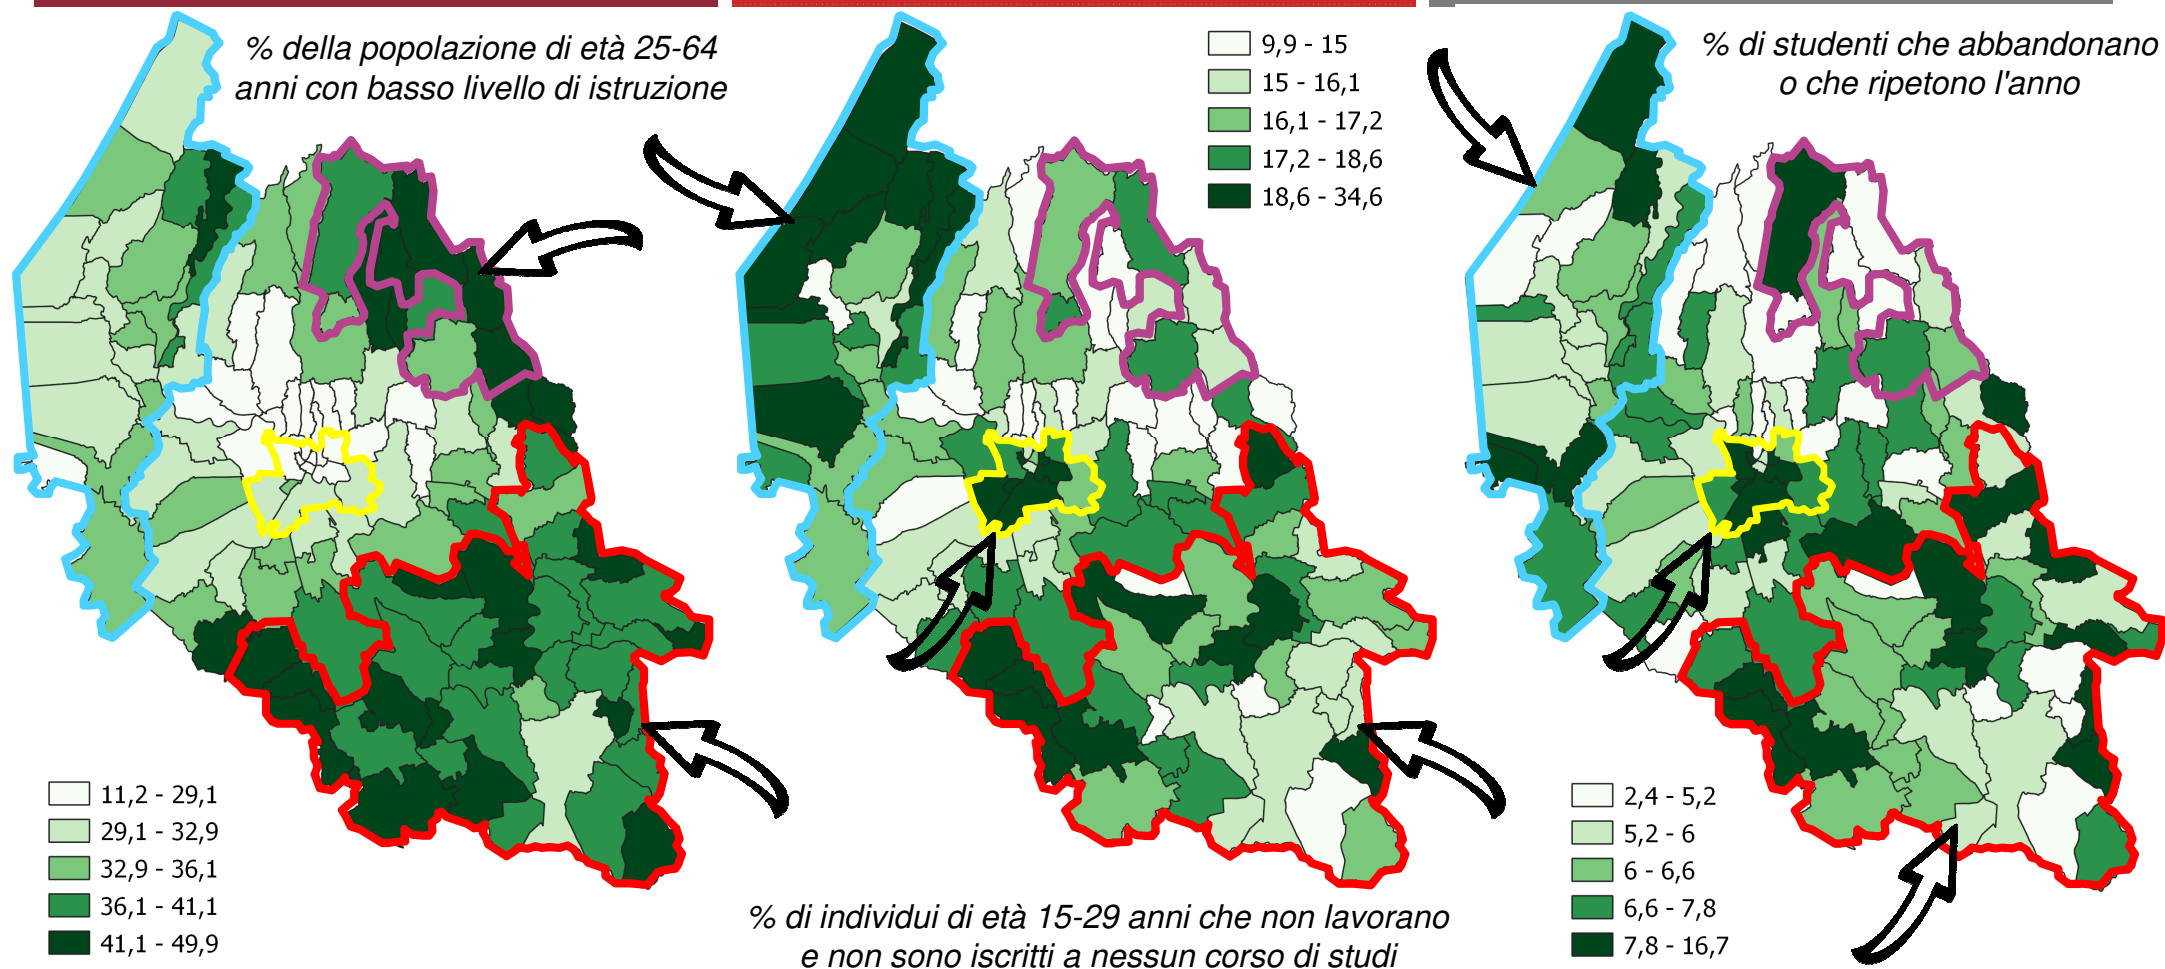 % della popolazione di età 25-64
anni con basso livello di istruzione
11,2 - 29,1
29,1 - 32,9
32,9 - 36,1
36,1 - 41,1
41,1 - 49,9
9,9 - 15
15 - 16,1
16,1 - 17,2
17,2 - 18,6
18,6 - 34,6
% di individui di età 15-29 anni che non lavorano
e non sono iscritti a nessun corso di studi
% di studenti che abbandonano
o che ripetono l'anno
2,4 - 5,2
5,2 - 6
6 - 6,6
6,6 - 7,8
7,8 - 16,7